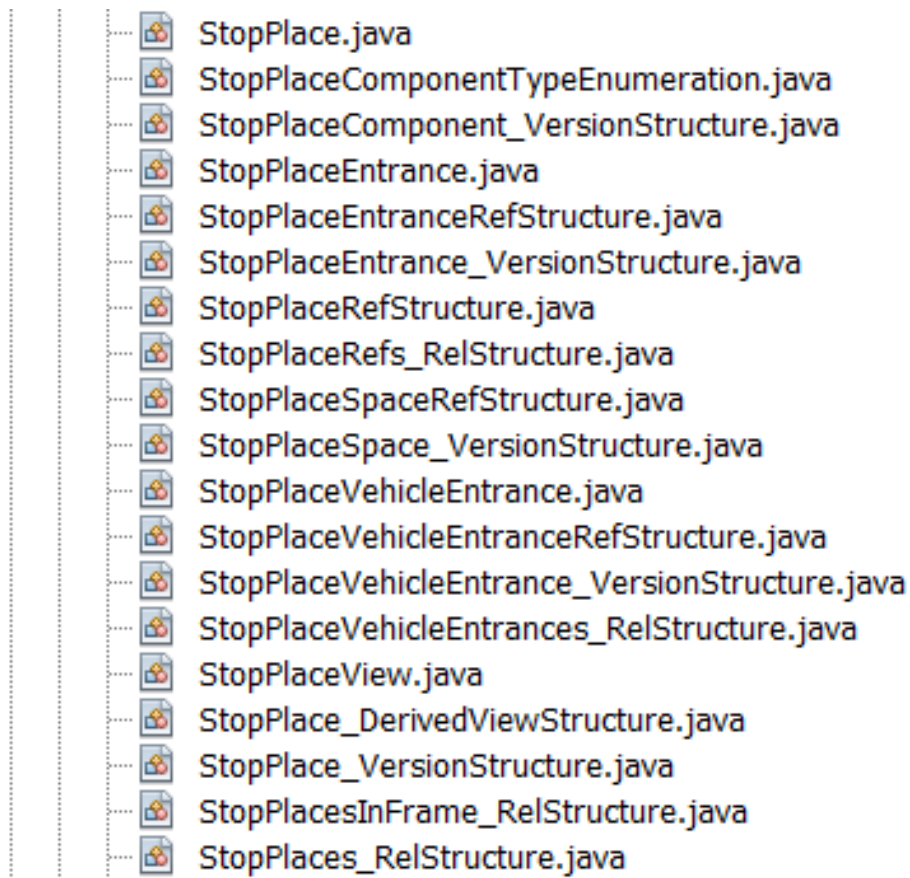 StopPlace.java
StopPlaceComponentTypeEnumeration.java
StopPlaceComponent_VersionStructure.java
StopPlaceEntrance.java
StopPlaceEntranceRefStructure.java
StopPlaceEntrance_VersionStructure.java
StopPlaceRefStructure.java
StopPlaceRefs_RelStructure.java
StopPlaceSpaceRefStructure.java
StopPlaceSpace_VersionStructure.java
StopPlaceVehicleEntrance.java
StopPlaceVehicleEntranceRefStructure.java
StopPlaceVehicleEntrance_VersionStructure.java
StopPlaceVehicleEntrances_RelStructure.java
StopPlaceView.java
StopPlace_DerivedViewStructure.java
StopPlace_VersionStructure.java
StopPlacesInFrame_RelStructure.java
StopPlaces_RelStructure.java